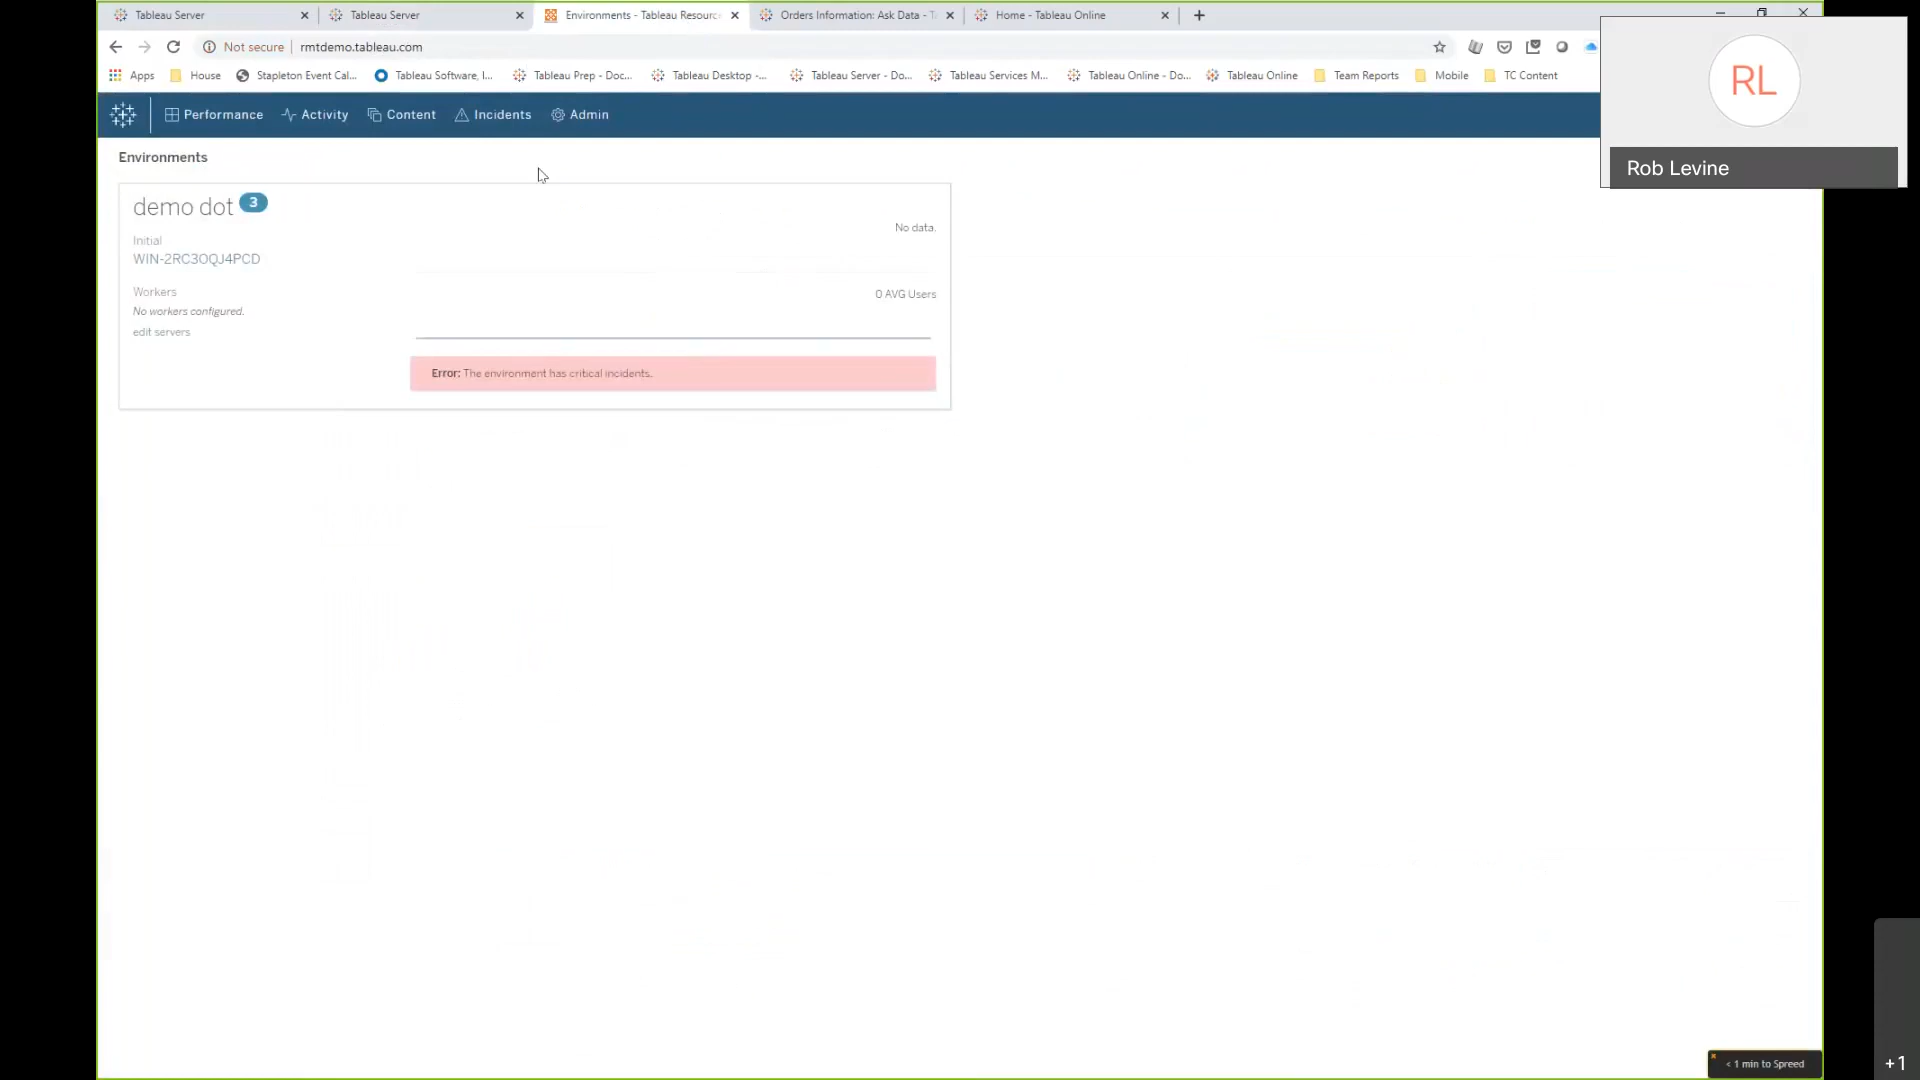 Tableau Server
Tableau Server
Environments - Tableau Resourc
Orders Information: Ask Data - T
Home - Tableau Online
Not secure
rmtdemo.tableau.com
Apps
House
Stapleton Event Cal...
Tableau Software, I...
Tableau Prep - Doc...
Tableau Desktop -...
Tableau Server - Do...
Tableau Services M...
Tableau Online - Do...
Tableau Online
Team Reports
Mobile
TC Content
RL
Rob Levine
Performance
Activity
Content
Incidents
Admin
Environments
demo dot 3
No data.
Initial
WIN-2RC3OQJ4PCD
Workers
0 AVG Users
No workers configured.
edit servers
Error: The environment has critical incidents.
< 1 min to Spreed
+1